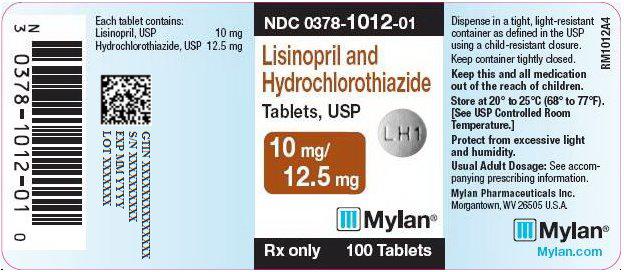 N
3 0378-1012-01 0
Each tablet contains:
Lisinopril, USP 10 mg
Hydrochlorothiazide, USP 12.5 mg
GTIN XXXXXXXXXXXXXX
S/N XXXXXXXX
EXP MM YYYY
LOT XXXXXX
NDC 0378-1012-01
Lisinopril and
Hydrochlorothiazide
Tablets, USP
LH1
10 mg/
12.5 mg
Mylan®
Rx only 100 Tablets
Dispense in a tight, light-resistant
container as defined in the USP
using a child-resistant closure.
Keep container tightly closed.
Keep this and all medication
out of the reach of children.
Store at 20° to 25°C (68° to 77°F).
[See USP Controlled Room
Temperature.]
Protect from excessive light
and humidity.
Usual Adult Dosage: See accom-
panying prescribing information.
Mylan Pharmaceuticals Inc.
Morgantown, WV 26505 U.S.A.
Mylan®
Mylan.com
RM1012A4